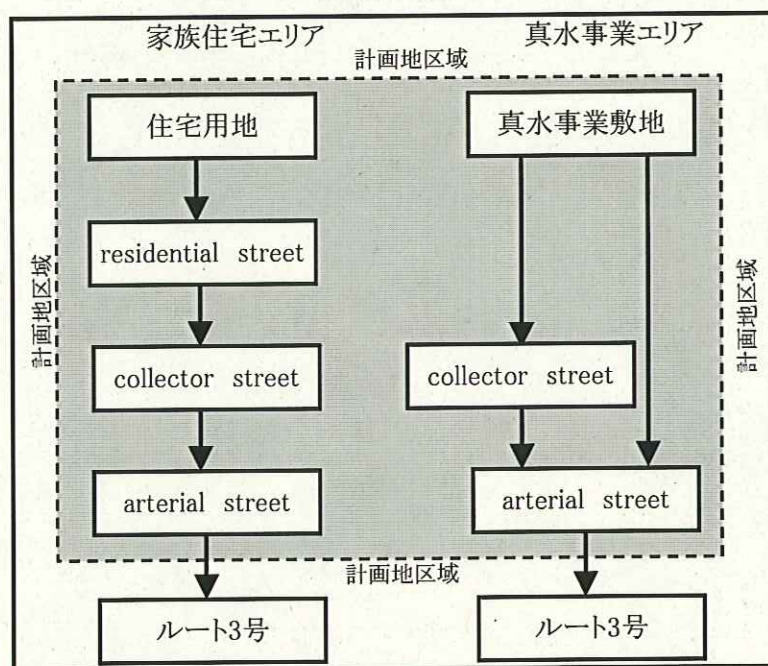 家族住宅エリア
真水事業エリア
計画地区域
住宅用地
真水事業敷地
residential street
計画地区域
計画地区域
collector street
collector street
arterial street
arterial street
計画地区域
ルート3号
ルート3号